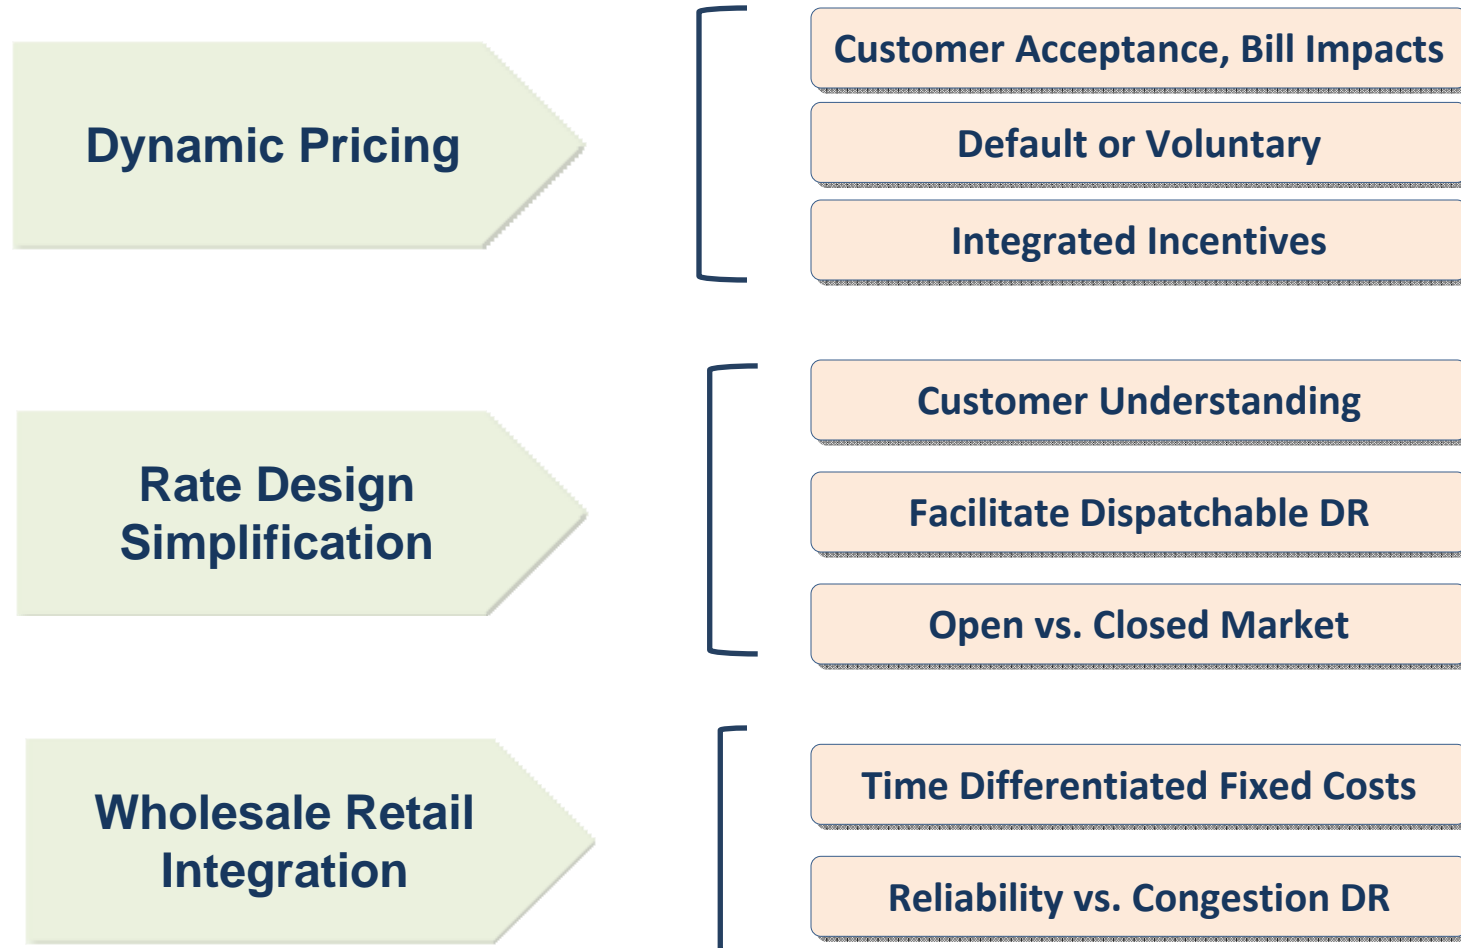 Dynamic Pricing
Customer Acceptance, Bill Impacts
Default or Voluntary
Integrated Incentives
Rate Design
Simplification
Customer Understanding
Facilitate Dispatchable DR
Open vs. Closed Market
Wholesale Retail
Integration
Time Differentiated Fixed Costs
Reliability vs. Congestion DR